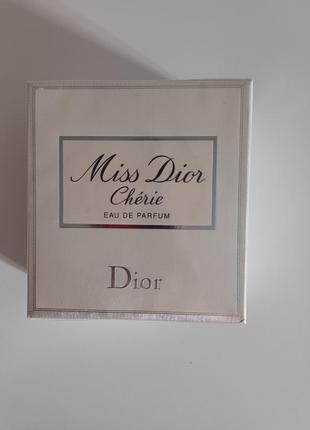 Miss Dior
Chérie
EAU DE PARFUM
Dior